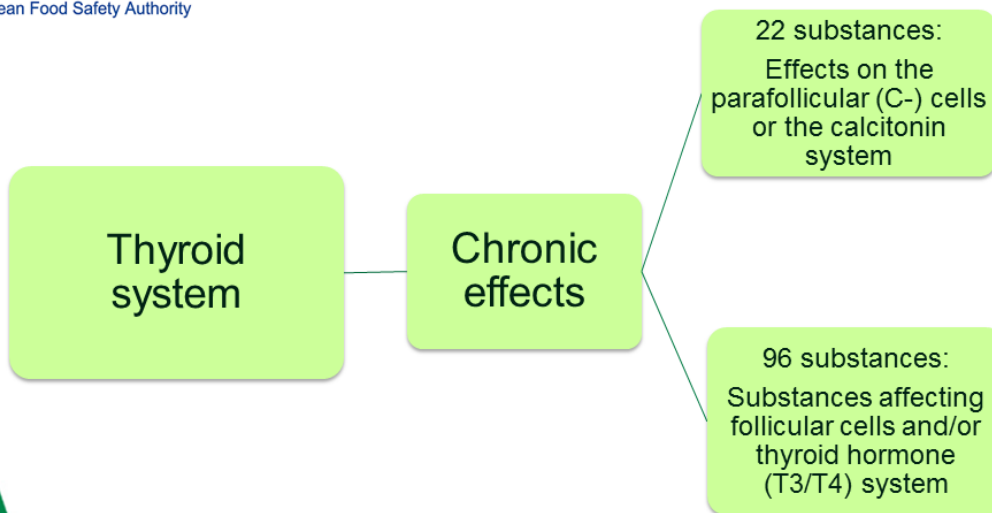 ean Food Safety Authority
22 substances:
Effects on the
parafollicular (C-) cells
or the calcitonin
system
Thyroid
system
Chronic
effects
96 substances:
Substances affecting
follicular cells and/or
thyroid hormone
(T3/T4) system